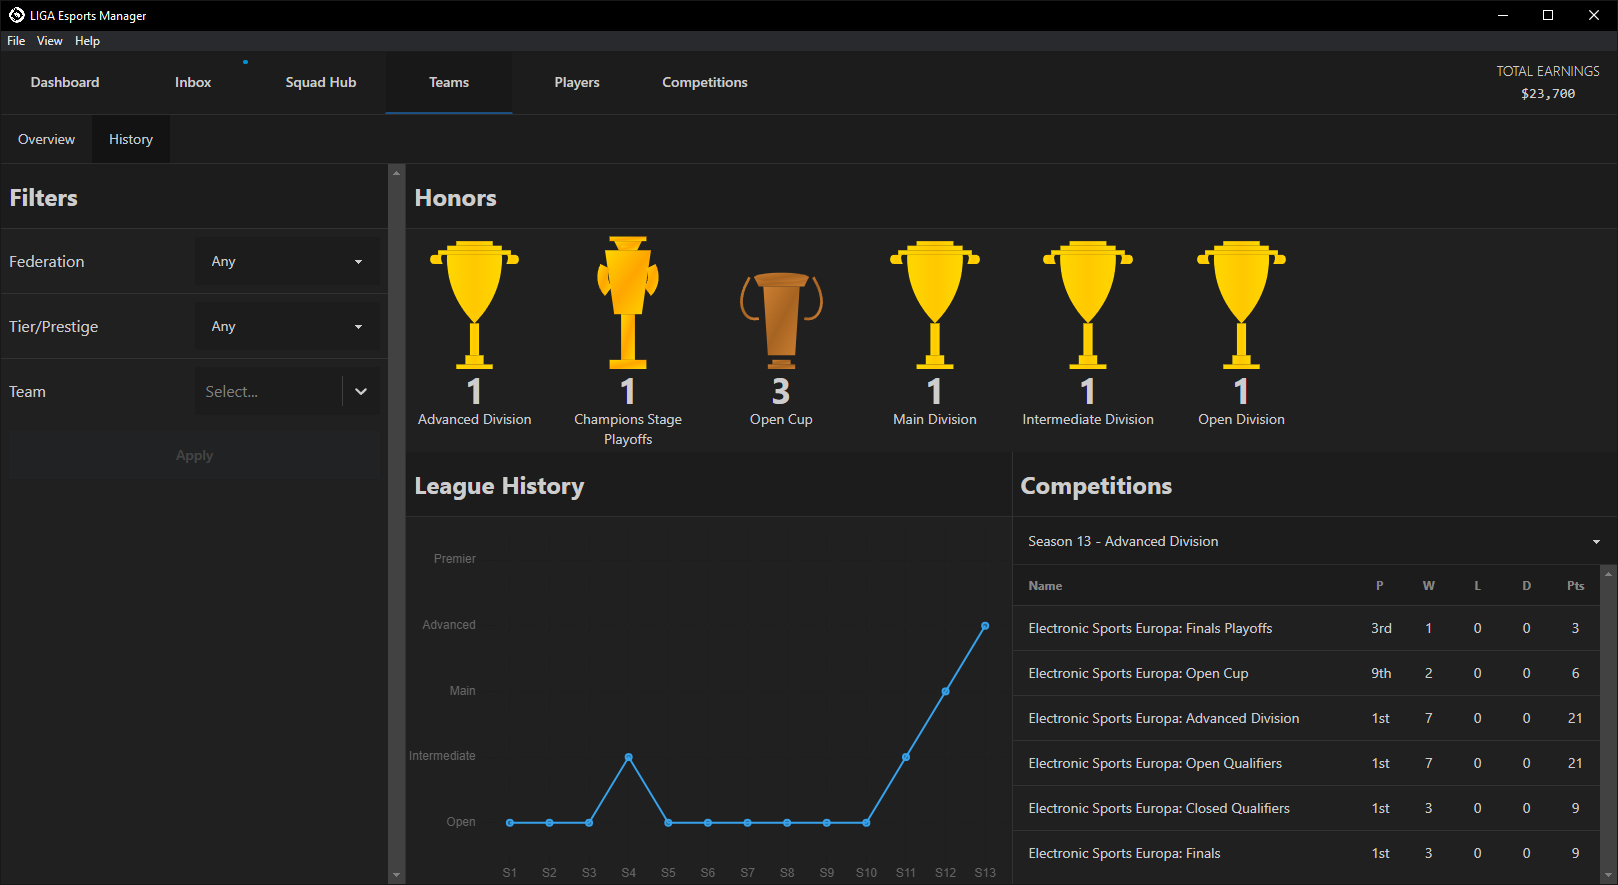 LIGA Esports Manager
File View Help
Dashboard Inbox Squad Hub Teams Players Competitions
TOTAL EARNINGS
$23,700
Overview History
Filters
Federation Any
Tier/Prestige Any
Team Select...
Apply
Honors
1 1 3 1 1 1
Advanced Division Champions Stage Playoffs Open Cup Main Division Intermediate Division Open Division
League History
Premier
Advanced
Main
Intermediate
Open
S1 S2 S3 S4 S5 S6 S7 S8 S9 S10 S11 S12 S13
Competitions
Season 13 - Advanced Division
Name P W L D Pts
Electronic Sports Europa: Finals Playoffs 3rd 1 0 0 3
Electronic Sports Europa: Open Cup 9th 2 0 0 6
Electronic Sports Europa: Advanced Division 1st 7 0 0 21
Electronic Sports Europa: Open Qualifiers 1st 7 0 0 21
Electronic Sports Europa: Closed Qualifiers 1st 3 0 0 9
Electronic Sports Europa: Finals 1st 3 0 0 9